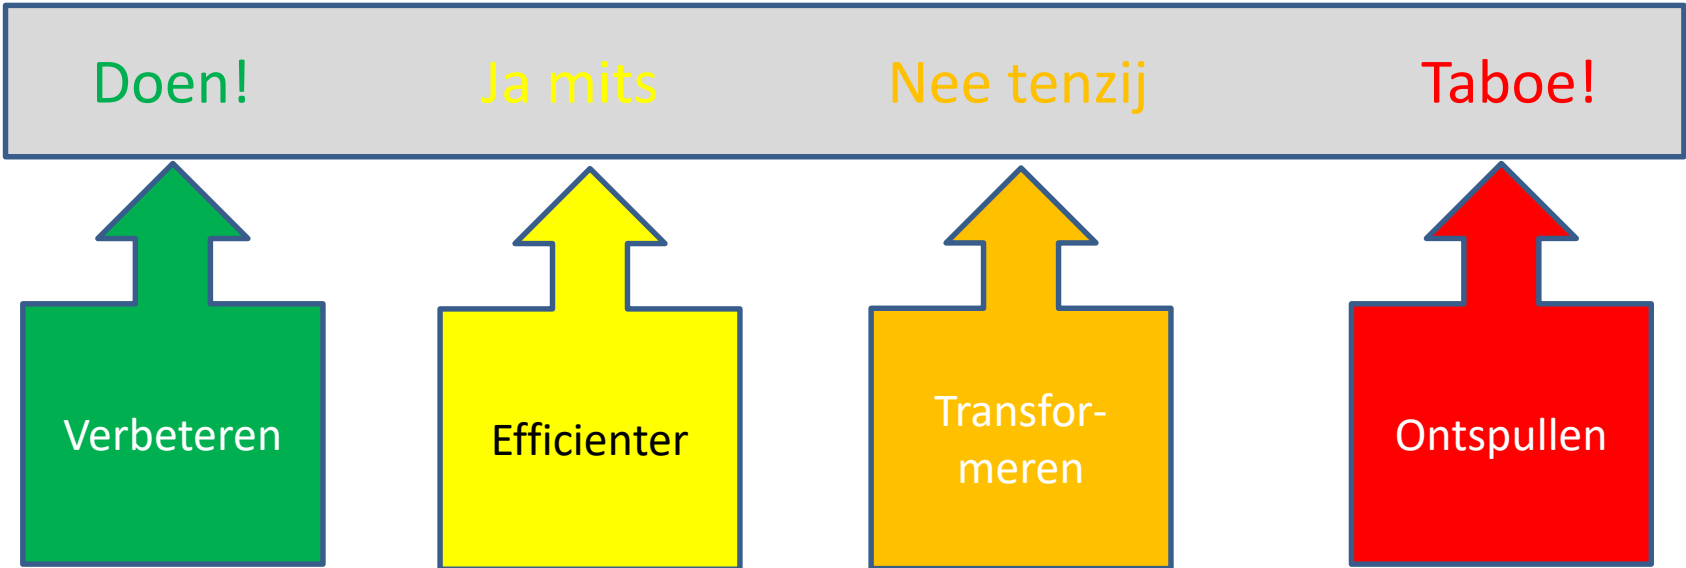 Doen!
Ja mits
Nee tenzij
Taboe!
Verbeteren
Efficienter
Transfor-
meren
Ontspullen